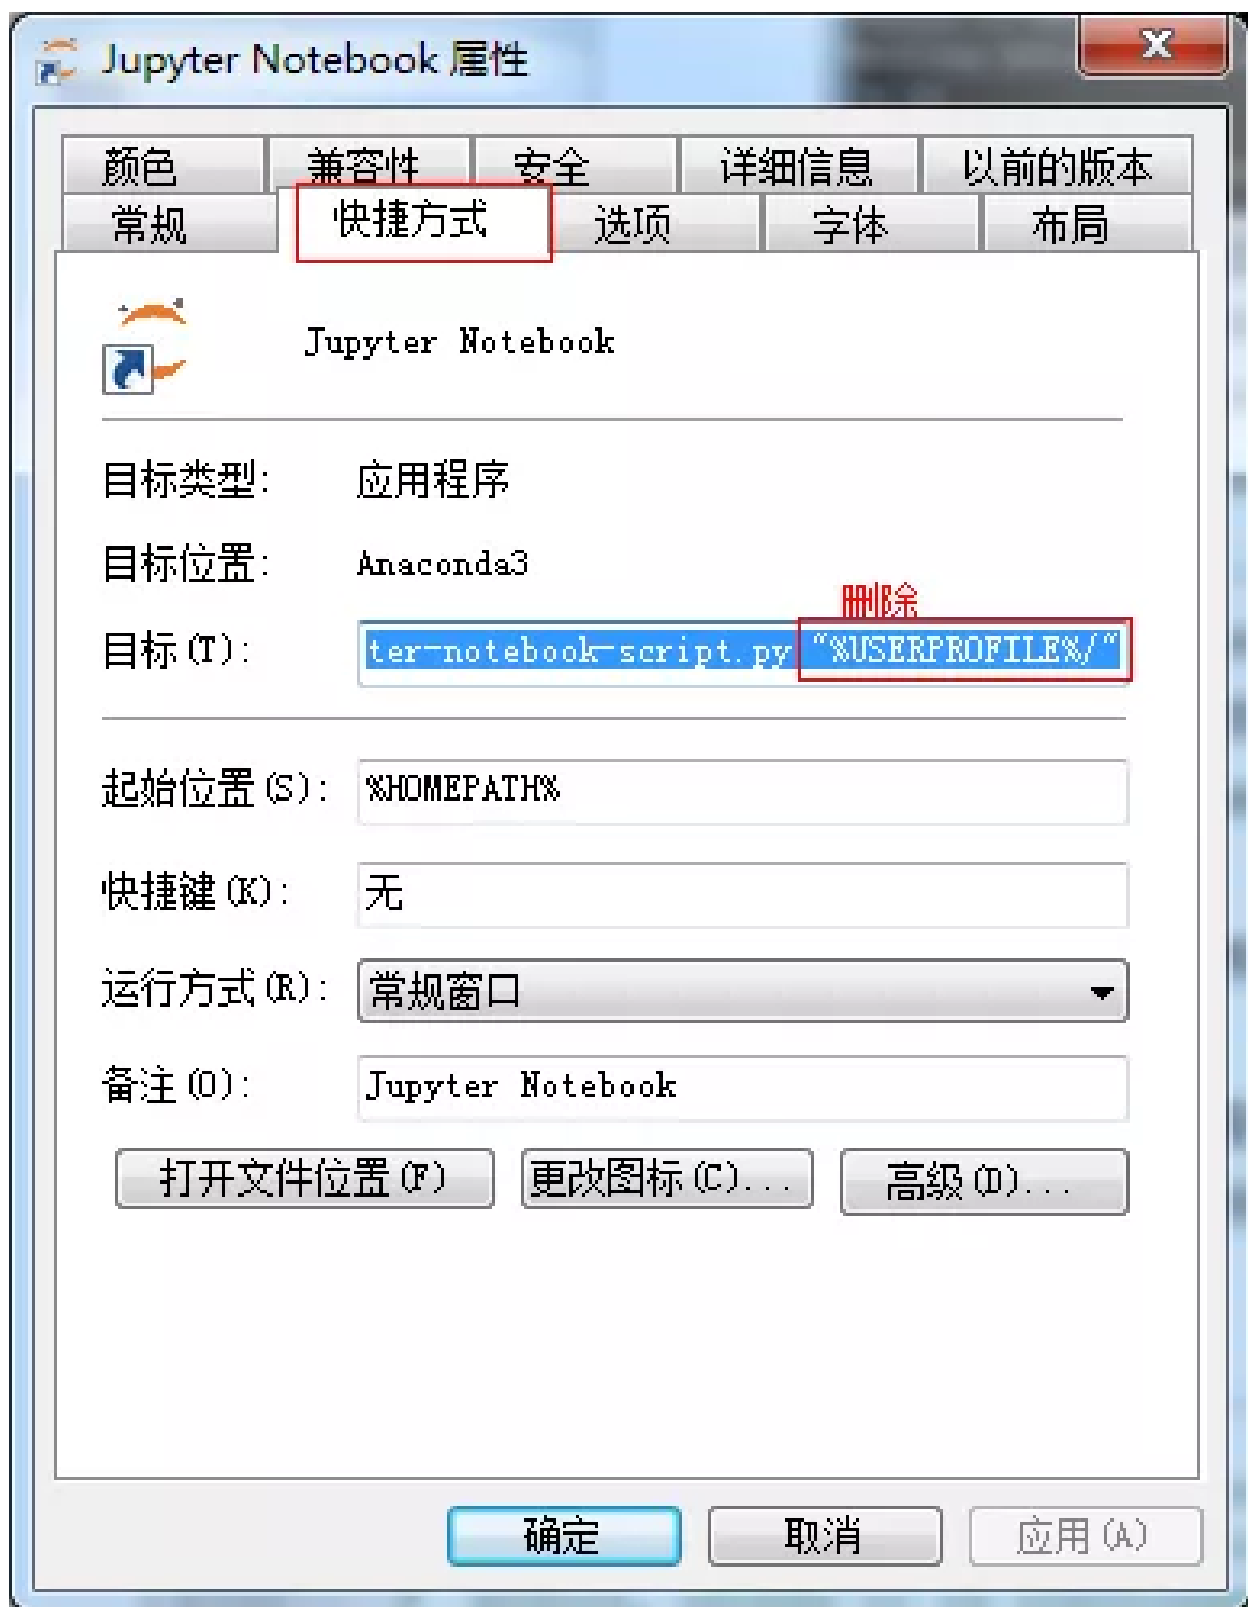 Jupyter Notebook 属性
颜色 兼容性 安全 详细信息 以前的版本
常规 快捷方式 选项 字体 布局
Jupyter Notebook
目标类型: 应用程序
目标位置: Anaconda3
删除
目标(T): ter-notebook-script.py “%USERPROFILE%/“
起始位置(S): %HOMEPATH%
快捷键(K): 无
运行方式(R): 常规窗口
备注(O): Jupyter Notebook
打开文件位置(F) 更改图标(C)... 高级(D)...
确定 取消 应用(A)